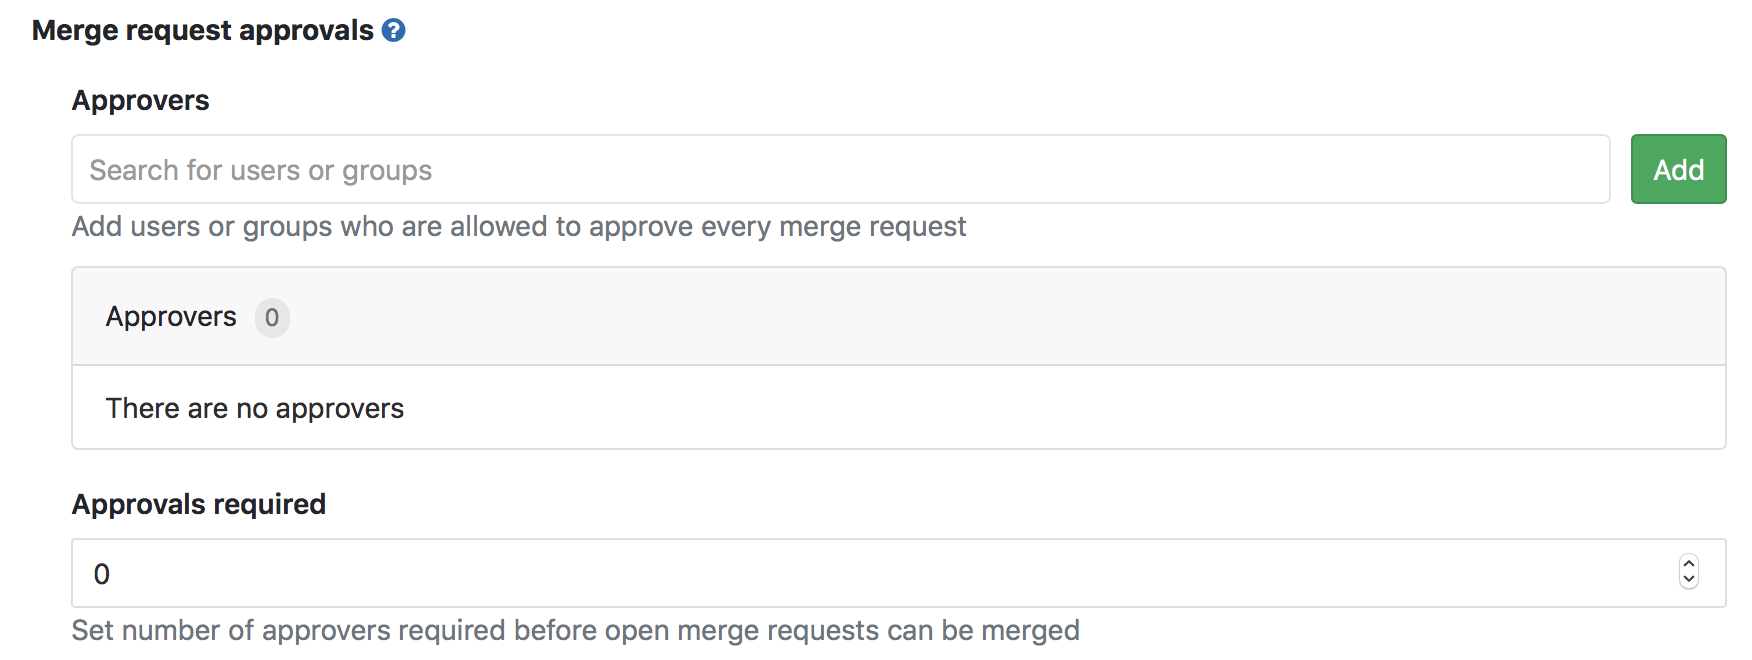 Merge request approvals ?
Approvers
Search for users or groups
Add
Add users or groups who are allowed to approve every merge request
Approvers 0
There are no approvers
Approvals required
0
Set number of approvers required before open merge requests can be merged